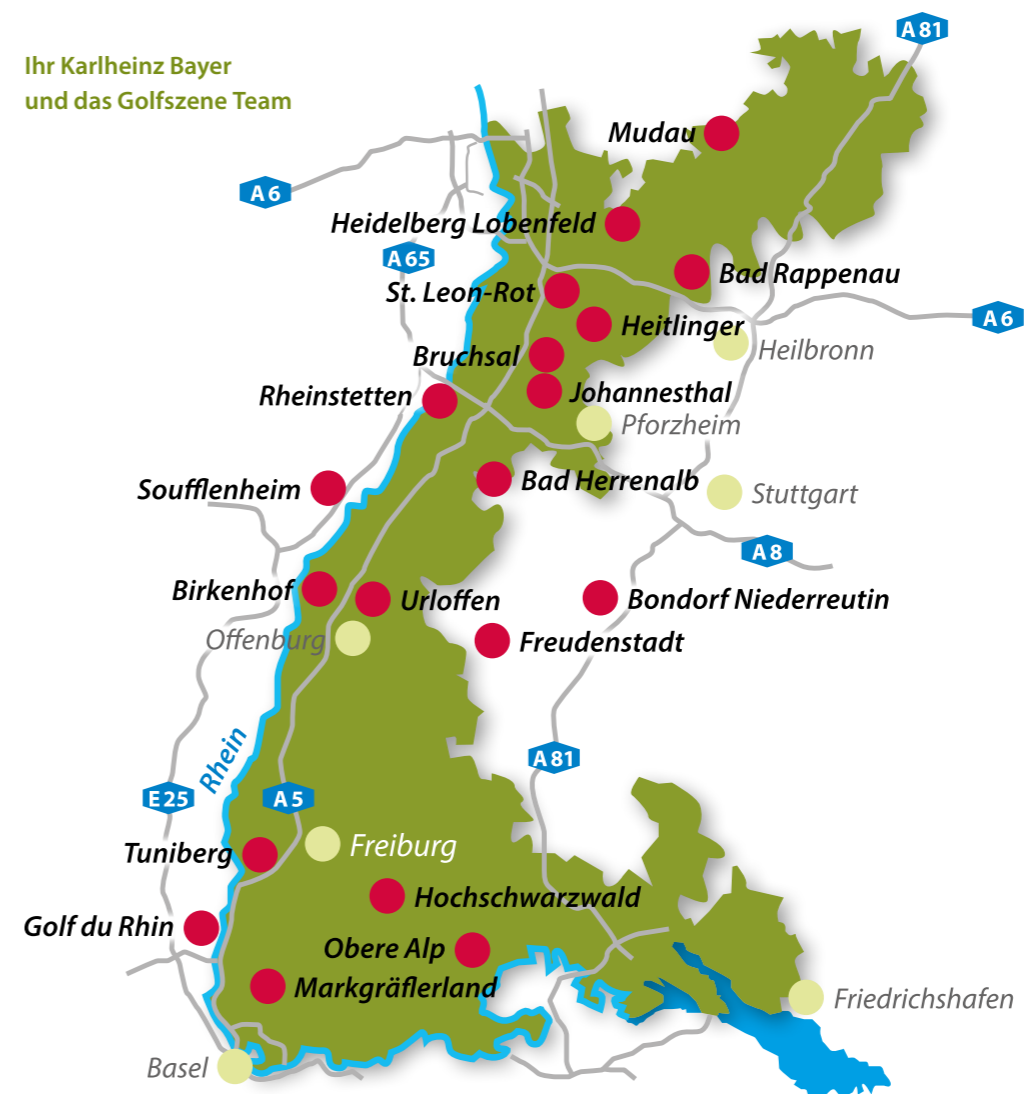 Ihr Karlheinz Bayer
und das Golfszene Team
A 81
Mudau
A 6
Heidelberg Lobenfeld
A 65
Bad Rappenau
St. Leon-Rot
A 6
Heitlinger
Heilbronn
Bruchsal
Johannesthal
Rheinstetten
Pforzheim
Bad Herrenalb
Soufflenheim
Stuttgart
A 8
Birkenhof
Urloffen
Bondorf Niederreutin
Offenburg
Freudenstadt
Rhein
A 81
E 25
A 5
Tuniberg
Freiburg
Hochschwarzwald
Golf du Rhin
Obere Alp
Markgräflerland
Friedrichshafen
Basel